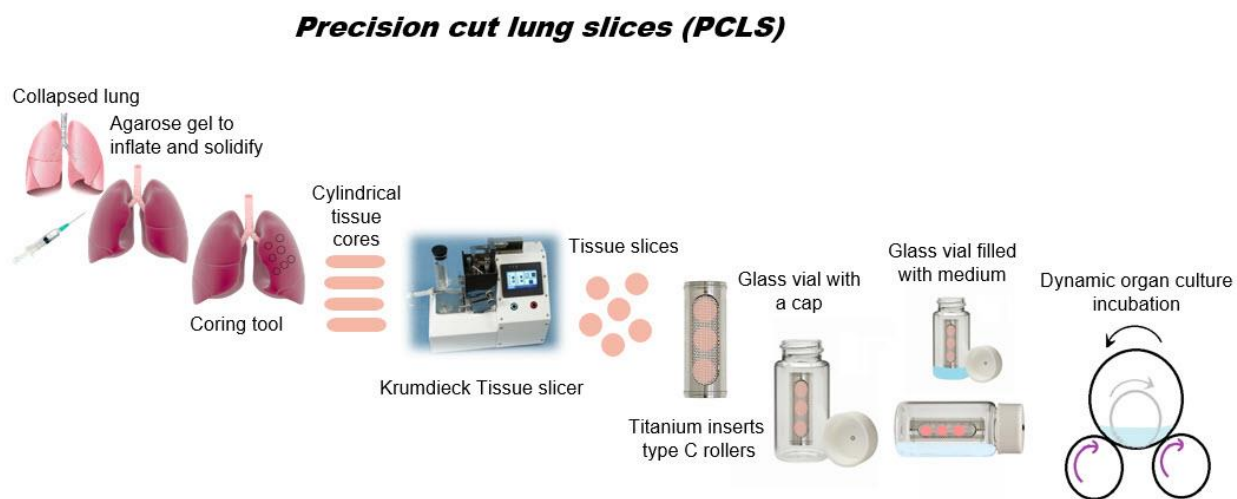 Precision cut lung slices (PCLS)
Collapsed lung
Agarose gel to
inflate and solidify
Coring tool
Cylindrical
tissue
cores
Krumdieck Tissue slicer
Tissue slices
Titanium inserts
type C rollers
Glass vial with
a cap
Glass vial filled
with medium
Dynamic organ culture
incubation